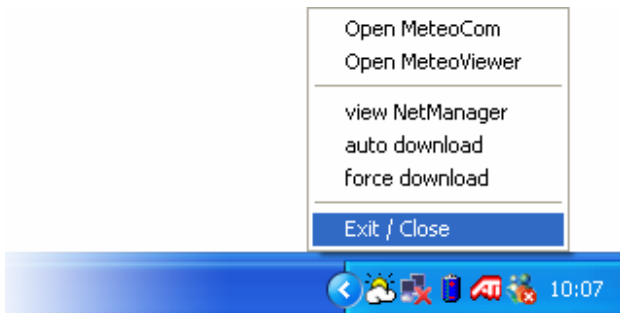 Open MeteoCom
Open MeteoViewer
view NetManager
auto download
force download
Exit / Close
ATI 10:07